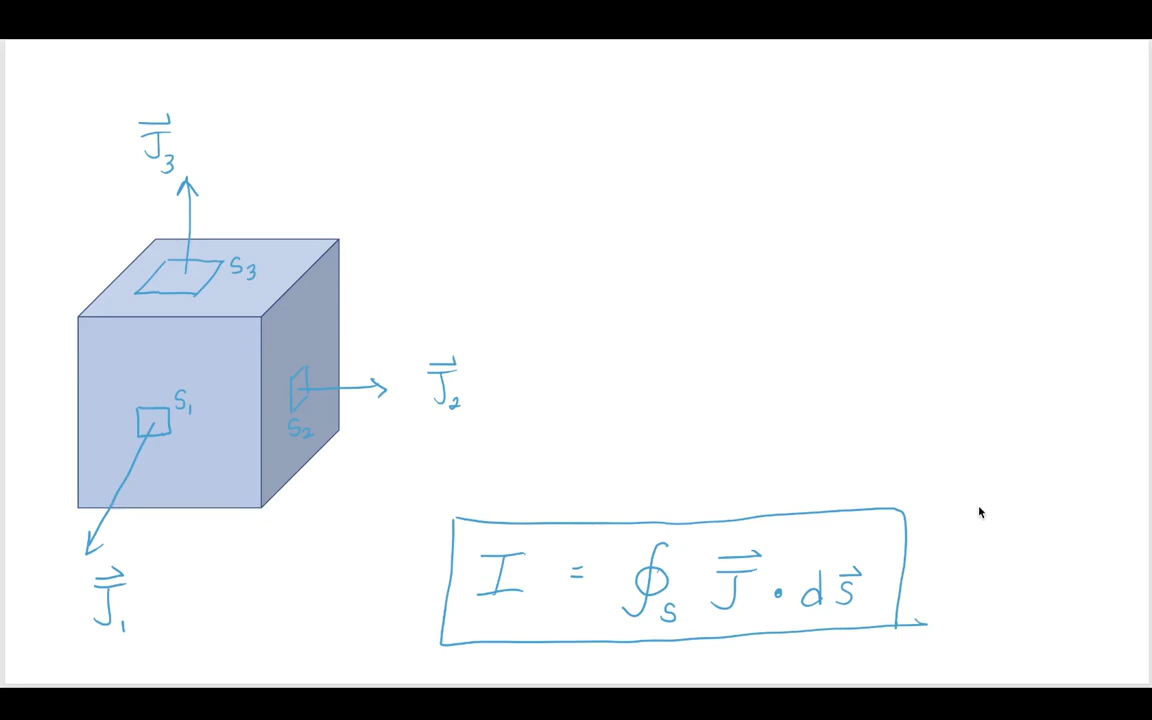 J⃗₃
S₃
J⃗₂
S₁
S₂
J⃗₁
I = ∮ₛ J⃗ · dS⃗